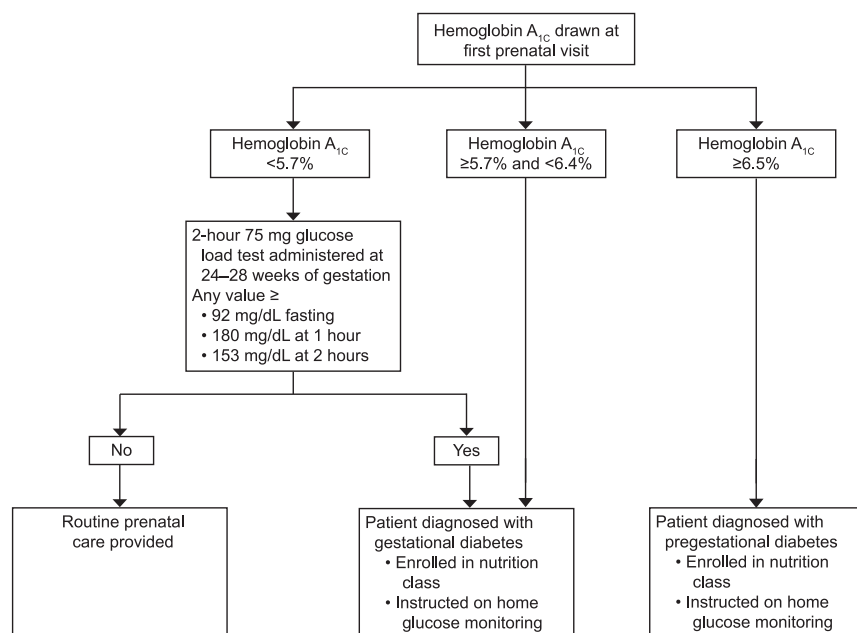 Hemoglobin A1C drawn at
first prenatal visit
Hemoglobin A1C
<5.7%
Hemoglobin A1C
≥5.7% and <6.4%
Hemoglobin A1C
≥6.5%
2-hour 75 mg glucose
load test administered at
24–28 weeks of gestation
Any value ≥
• 92 mg/dL fasting
• 180 mg/dL at 1 hour
• 153 mg/dL at 2 hours
No
Yes
Routine prenatal
care provided
Patient diagnosed with
gestational diabetes
• Enrolled in nutrition
class
• Instructed on home
glucose monitoring
Patient diagnosed with
pregestational diabetes
• Enrolled in nutrition
class
• Instructed on home
glucose monitoring